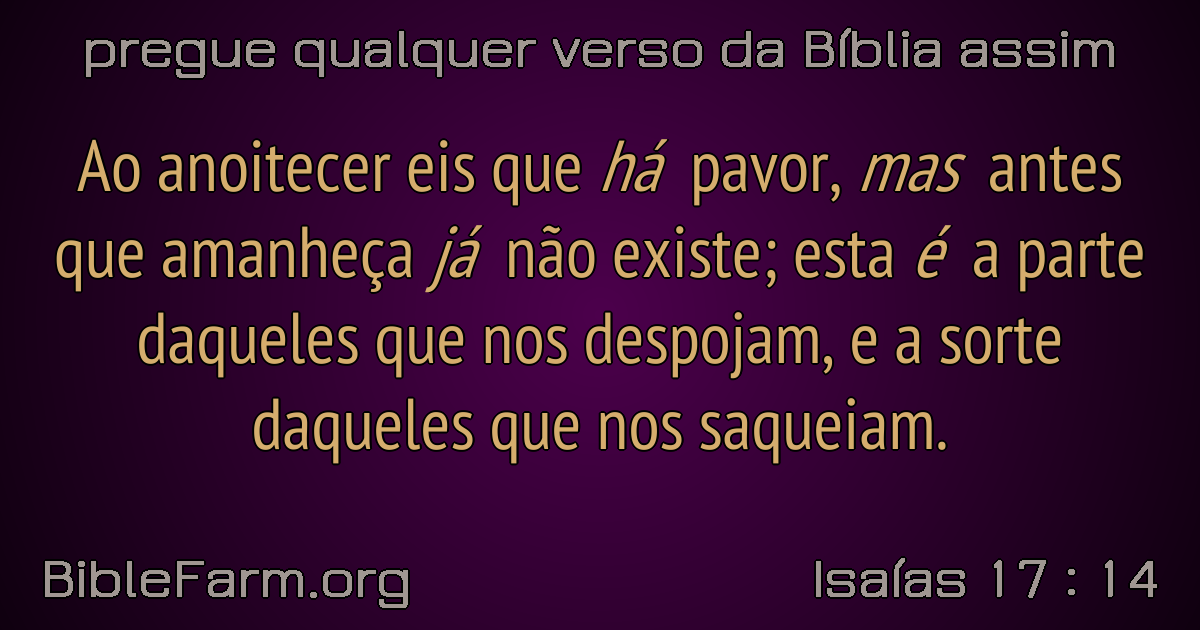 pregue qualquer verso da Bíblia assim
Ao anoitecer eis que há pavor, mas antes
que amanheça já não existe; esta é a parte
daqueles que nos despojam, e a sorte
daqueles que nos saqueiam.
BibleFarm.org
Isaías 17 : 14